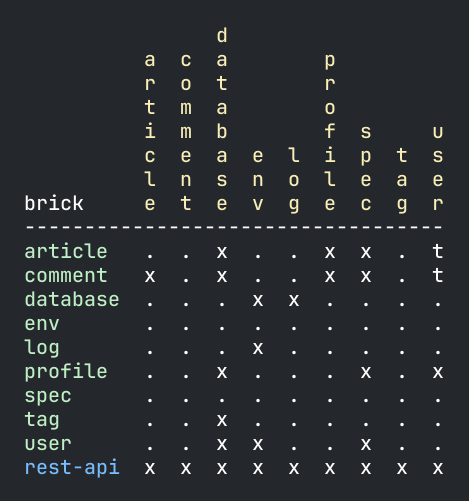 article
comment
database
env
log
profile
spec
tag
user
brick
-----------------------------------
article . . x . . x x . t
comment x . x . . x x . t
database . . . x x . . . .
env . . . . . . . . .
log . . . x . . . . .
profile . . x . . . x . x
spec . . . . . . . . .
tag . . x . . . . . .
user . . x x . . x . .
rest-api x x x x x x x x x